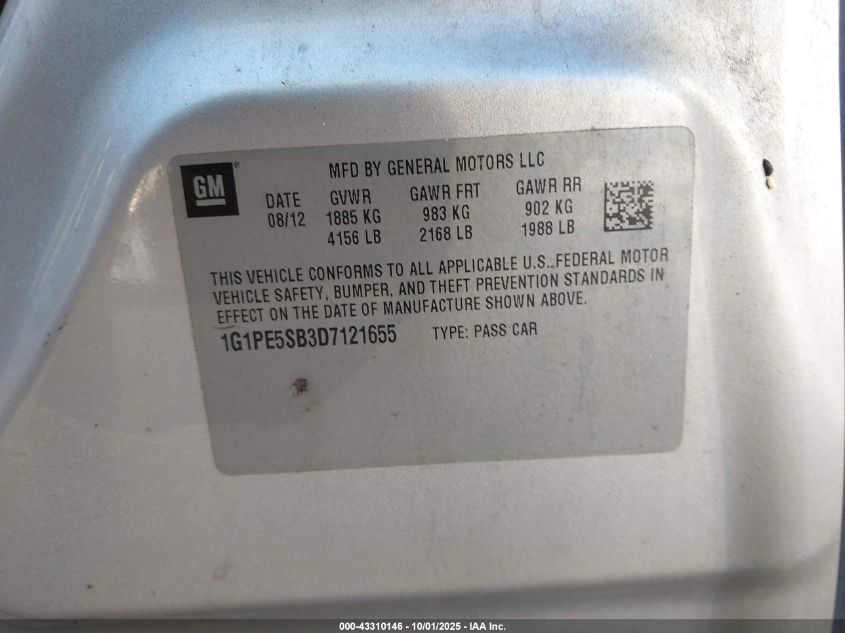 GM
MFD BY GENERAL MOTORS LLC
DATE GVWR GAWR FRT GAWR RR
08/12 1885 KG 983 KG 902 KG
4156 LB 2168 LB 1988 LB
THIS VEHICLE CONFORMS TO ALL APPLICABLE U.S. FEDERAL MOTOR
VEHICLE SAFETY, BUMPER, AND THEFT PREVENTION STANDARDS IN
EFFECT ON THE DATE OF MANUFACTURE SHOWN ABOVE.
1G1PE5SB3D7121655 TYPE: PASS CAR
000-43310146 - 10/01/2025 - IAA Inc.